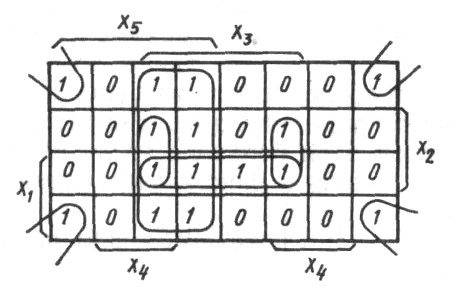 X₅ X₃
1 0 1 1 0 0 0 1
0 0 1 1 0 1 0 0
X₂
0 0 1 1 1 1 0 0
X₁
1 0 1 1 0 0 0 1
X₄ X₄